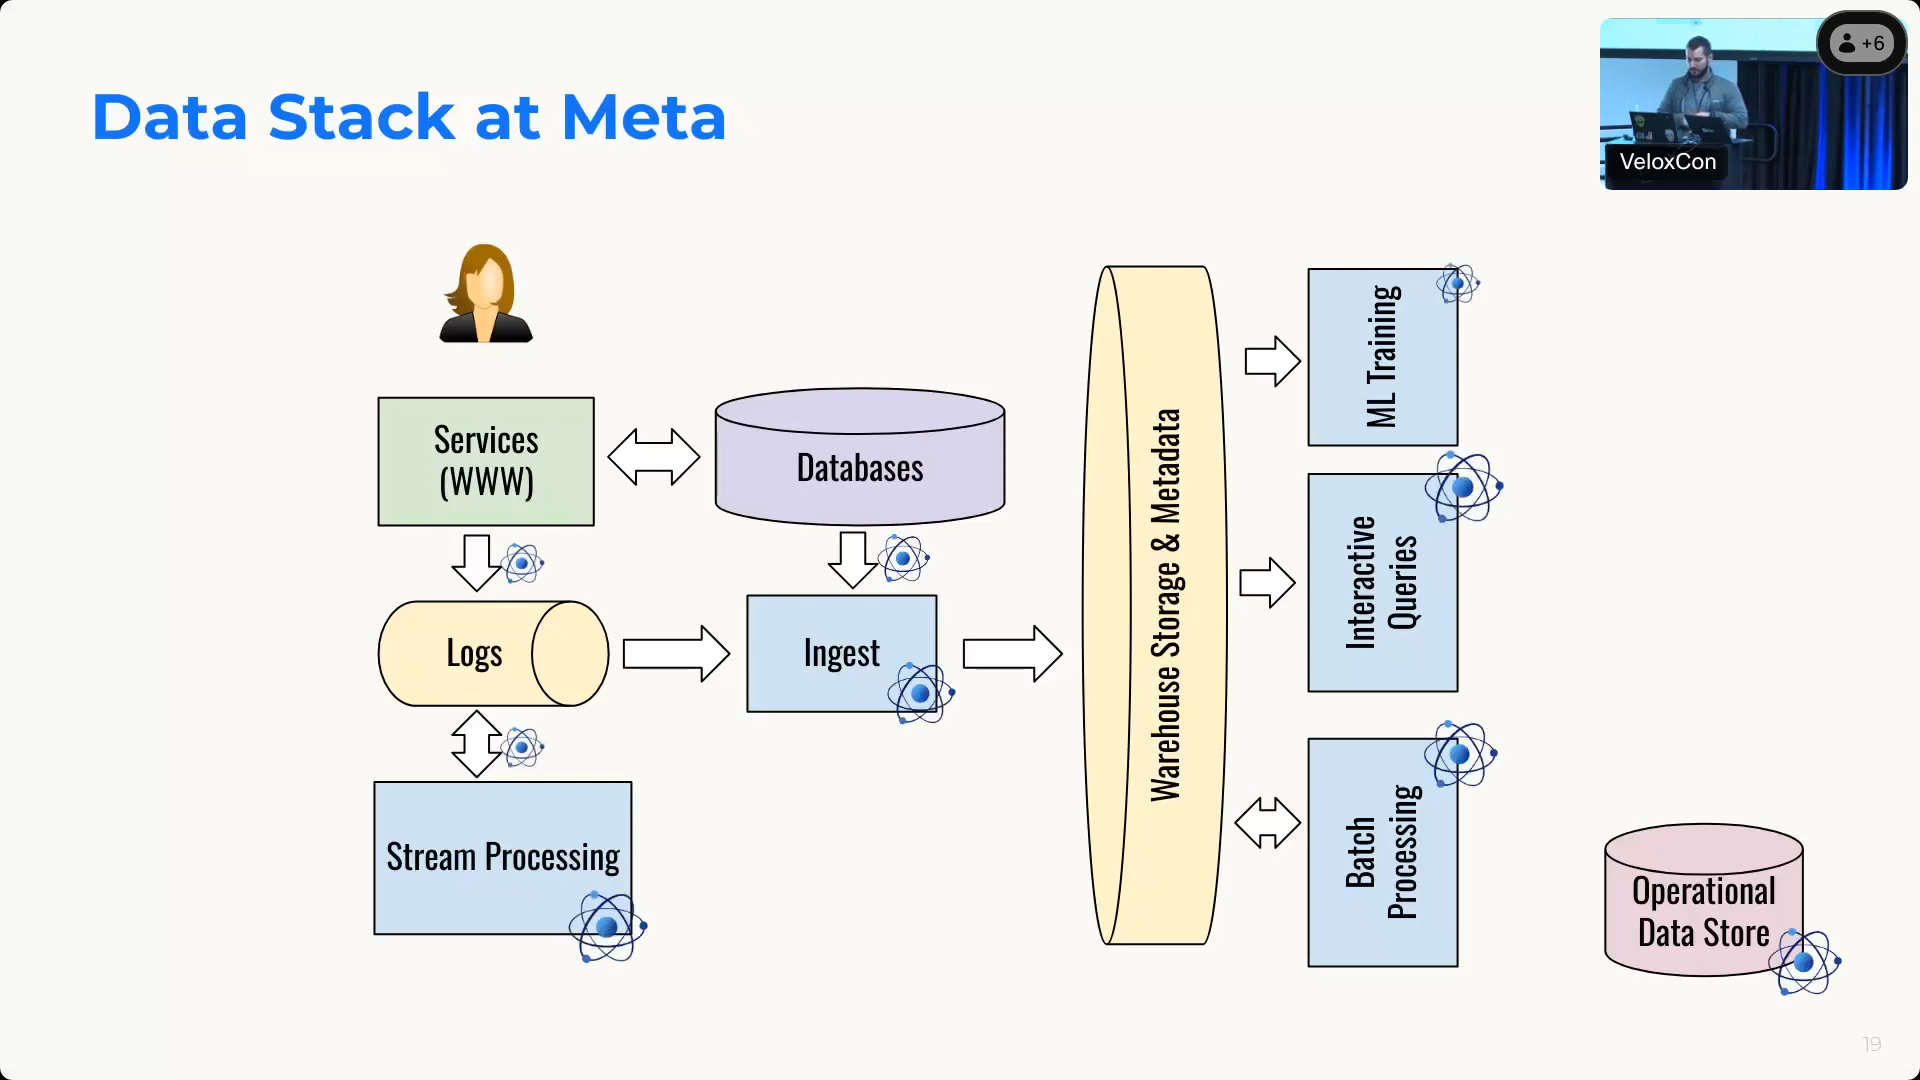 Data Stack at Meta
+6
VeloxCon
Services
(WWW)
Databases
Logs
Ingest
Stream Processing
Warehouse Storage & Metadata
ML Training
Interactive
Queries
Batch
Processing
Operational
Data Store
19